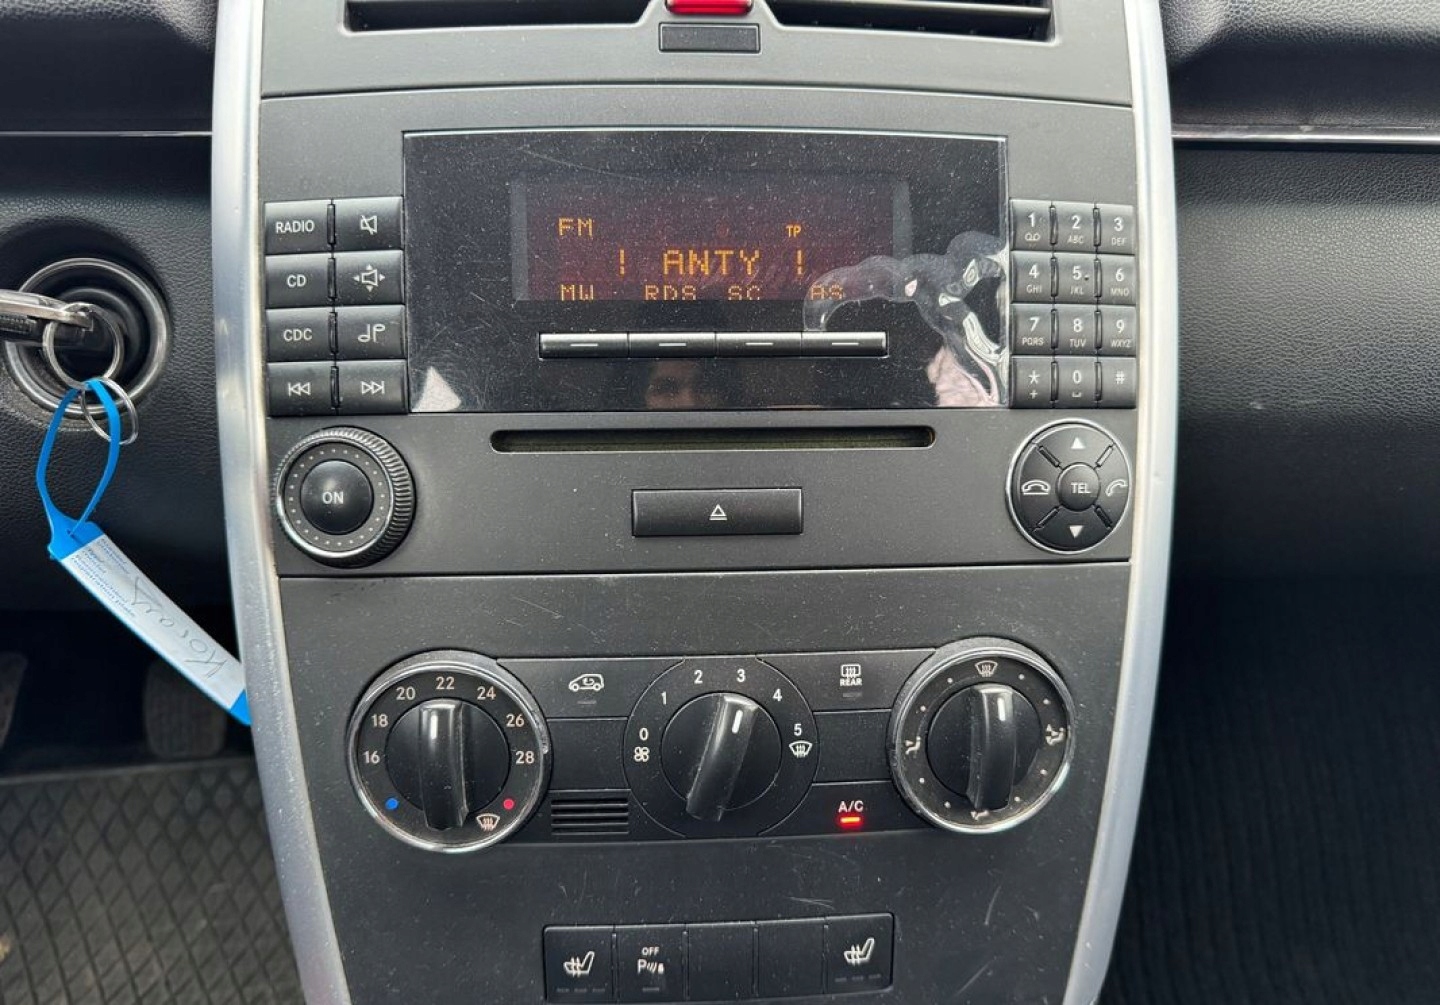 FM TP
! ANTY !
MW RDS SC AS
RADIO
CD
CDC
1
2 ABC
3 DEF
4 GHI
5 JKL
6 MNO
7 PQRS
8 TUV
9 WXYZ
* +
0
#
ON
TEL
16 18 20 22 24 26 28
0 1 2 3 4 5
REAR
A/C
OFF
P